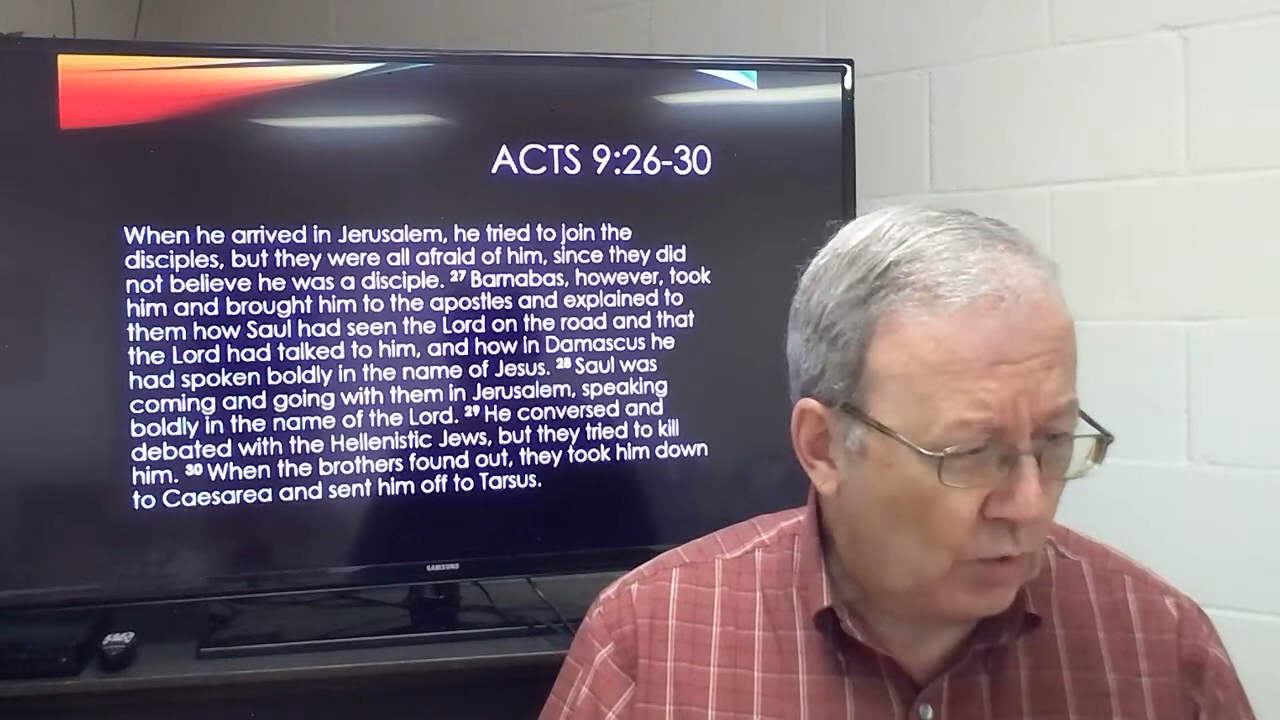 ACTS 9:26-30
When he arrived in Jerusalem, he tried to join the
disciples, but they were all afraid of him, since they did
not believe he was a disciple. 27 Barnabas, however, took
him and brought him to the apostles and explained to
them how Saul had seen the Lord on the road and that
the Lord had talked to him, and how in Damascus he
had spoken boldly in the name of Jesus. 28 Saul was
coming and going with them in Jerusalem, speaking
boldly in the name of the Lord. 29 He conversed and
debated with the Hellenistic Jews, but they tried to kill
him. 30 When the brothers found out, they took him down
to Caesarea and sent him off to Tarsus.
SAMSUNG